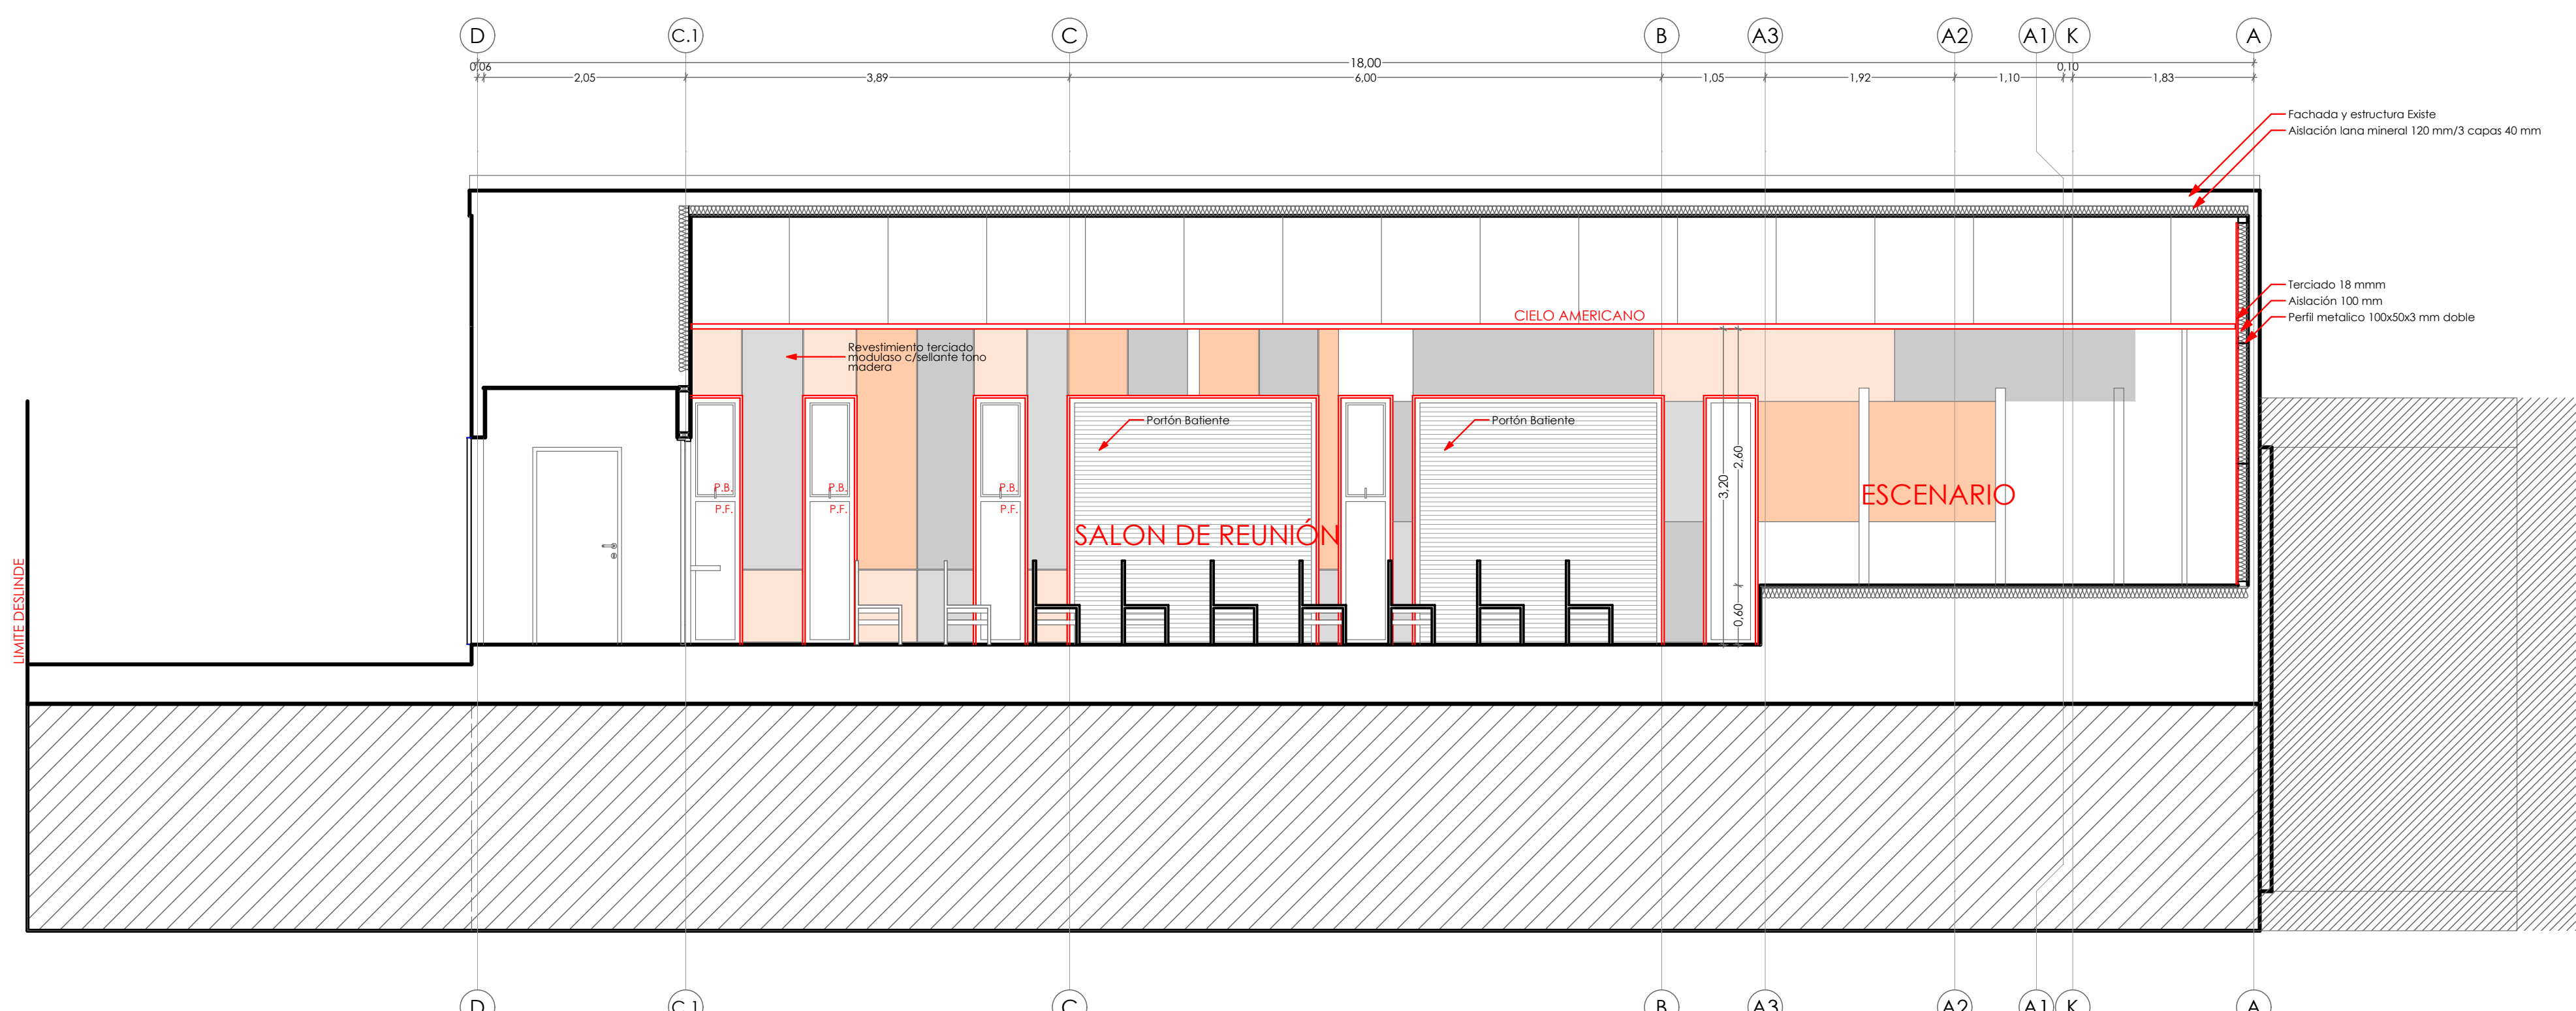 D C.1 C B A3 A2 A1 K A
18,00
0,06 2,05 3,89 6,00 1,05 1,92 1,10 0,10 1,83
Fachada y estructura Existe
Aislación lana mineral 120 mm/3 capas 40 mm
Terciado 18 mmm
Aislación 100 mm
Perfil metalico 100x50x3 mm doble
CIELO AMERICANO
Revestimiento terciado
modulaso c/sellante tono
madera
Portón Batiente
Portón Batiente
P.B. P.B. P.B.
P.F. P.F. P.F.
3,20
2,60
0,60
ESCENARIO
SALON DE REUNIÓN
LIMITE DESLINDE
D C.1 C B A3 A2 A1 K A